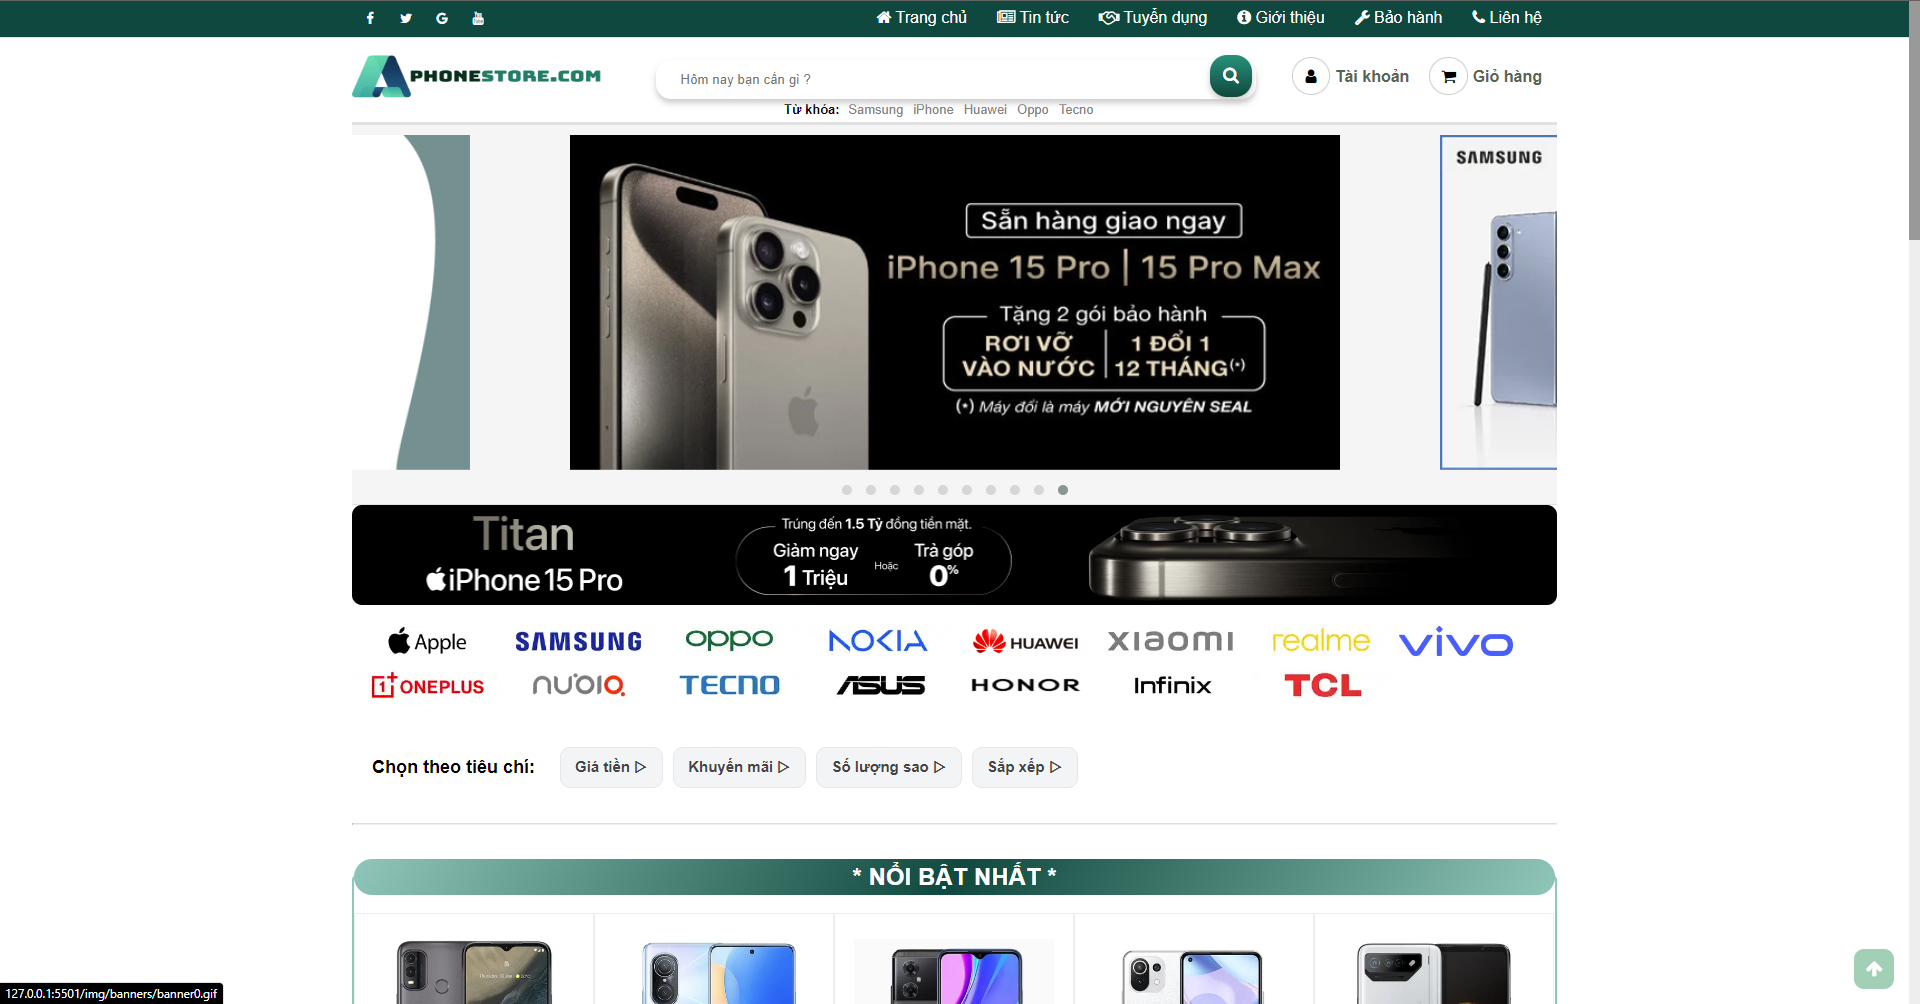 Trang chủ Tin tức Tuyển dụng Giới thiệu Bảo hành Liên hệ
APHONESTORE.COM
Hôm nay bạn cần gì ?
Tài khoản Giỏ hàng
Từ khóa: Samsung iPhone Huawei Oppo Tecno
Sẵn hàng giao ngay
iPhone 15 Pro | 15 Pro Max
Tặng 2 gói bảo hành
RƠI VỠ VÀO NƯỚC
1 ĐỔI 1 12 THÁNG(*)
(*) Máy đổi là máy MỚI NGUYÊN SEAL
SAMSUNG
Titan
iPhone 15 Pro
Trúng đến 1.5 Tỷ đồng tiền mặt.
Giảm ngay 1 Triệu
Hoặc
Trả góp 0%
Apple SAMSUNG oppo NOKIA HUAWEI xiaomi realme vivo
1+ ONEPLUS nubia TECNO ASUS HONOR Infinix TCL
Chọn theo tiêu chí: Giá tiền ▷ Khuyến mãi ▷ Số lượng sao ▷ Sắp xếp ▷
* NỔI BẬT NHẤT *
127.0.0.1:5501/img/banners/banner0.gif